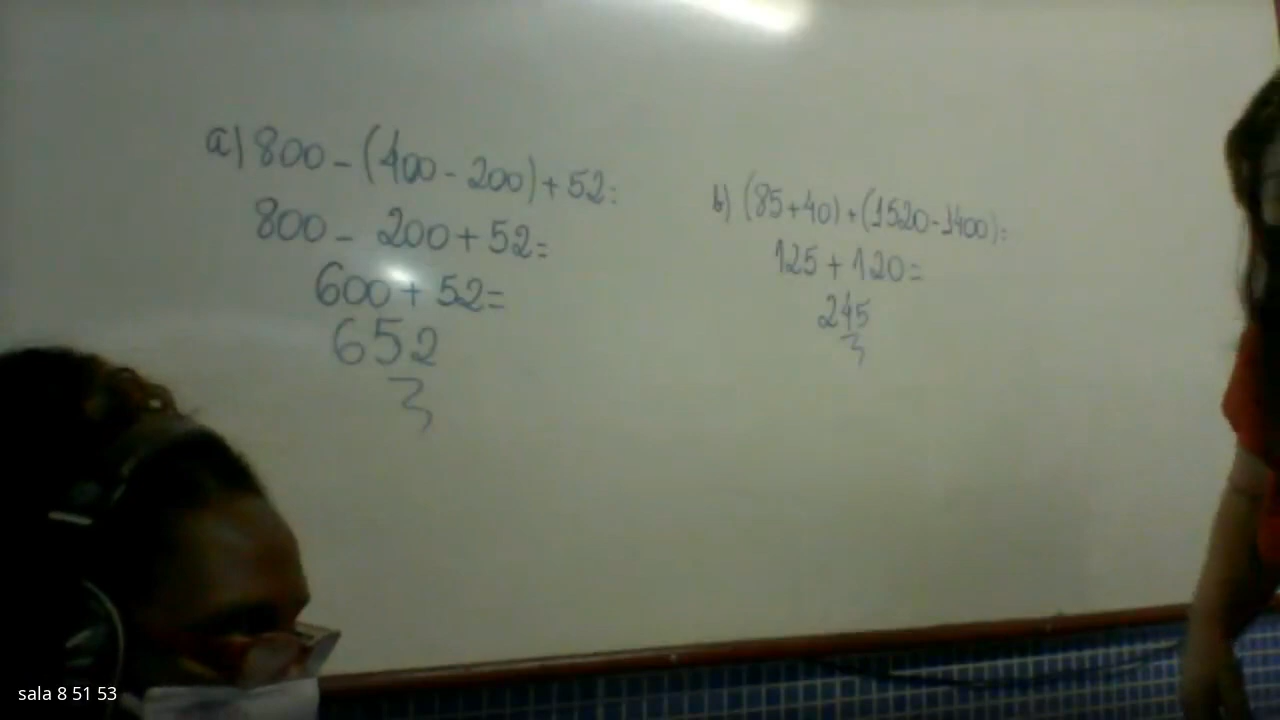 a) 800 - (400 - 200) + 52 =
800 - 200 + 52 =
600 + 52 =
652
b) (85 + 40) + (1520 - 1400) =
125 + 120 =
245
sala 8 51 53